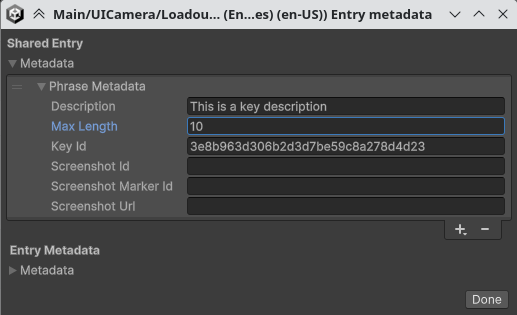 Main/UICamera/Loadou... (En...es) (en-US)) Entry metadata
Shared Entry
Metadata
Phrase Metadata
Description This is a key description
Max Length 10
Key Id 3e8b963d306b2d3d7be59c8a278d4d23
Screenshot Id
Screenshot Marker Id
Screenshot Url
+ −
Entry Metadata
Metadata
Done